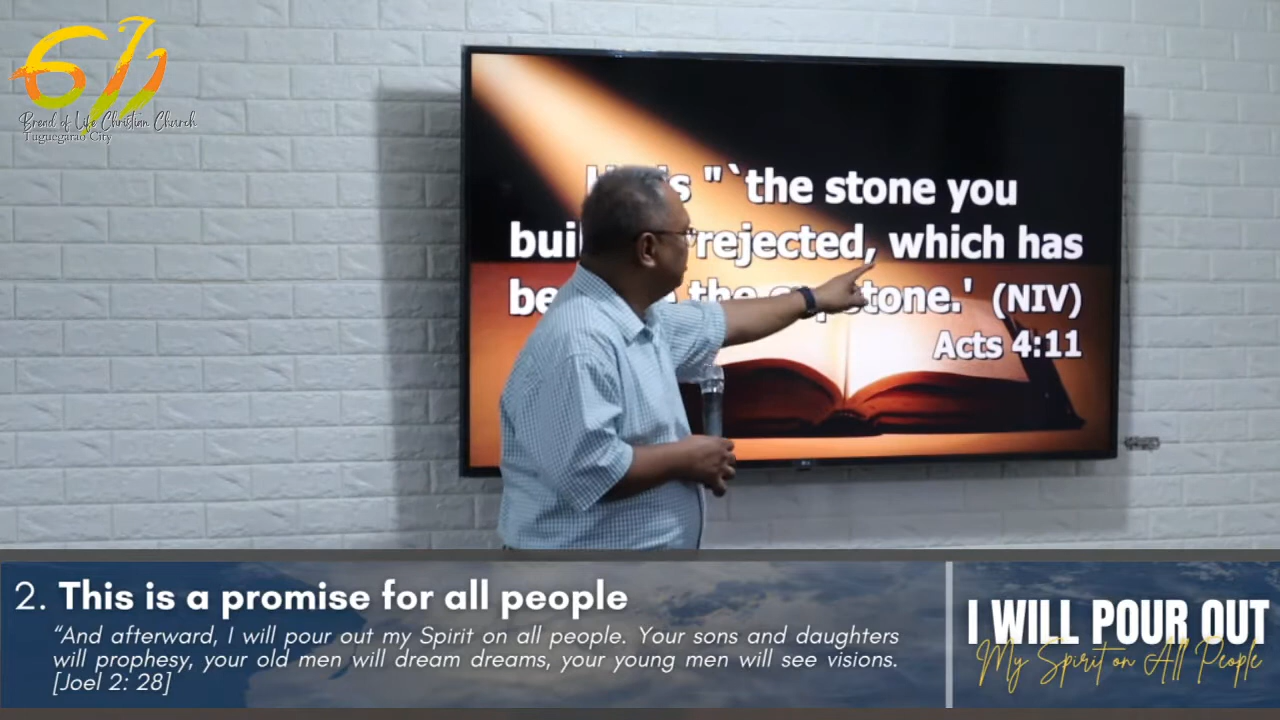 611
Bread of Life Christian Church
Tuguegarao City
"`the stone you
rejected, which has
the
(NIV)
Acts 4:11
2. This is a promise for all people
“And afterward, I will pour out my Spirit on all people. Your sons and daughters
will prophesy, your old men will dream dreams, your young men will see visions.
[Joel 2: 28]
I WILL POUR OUT
My Spirit on All People